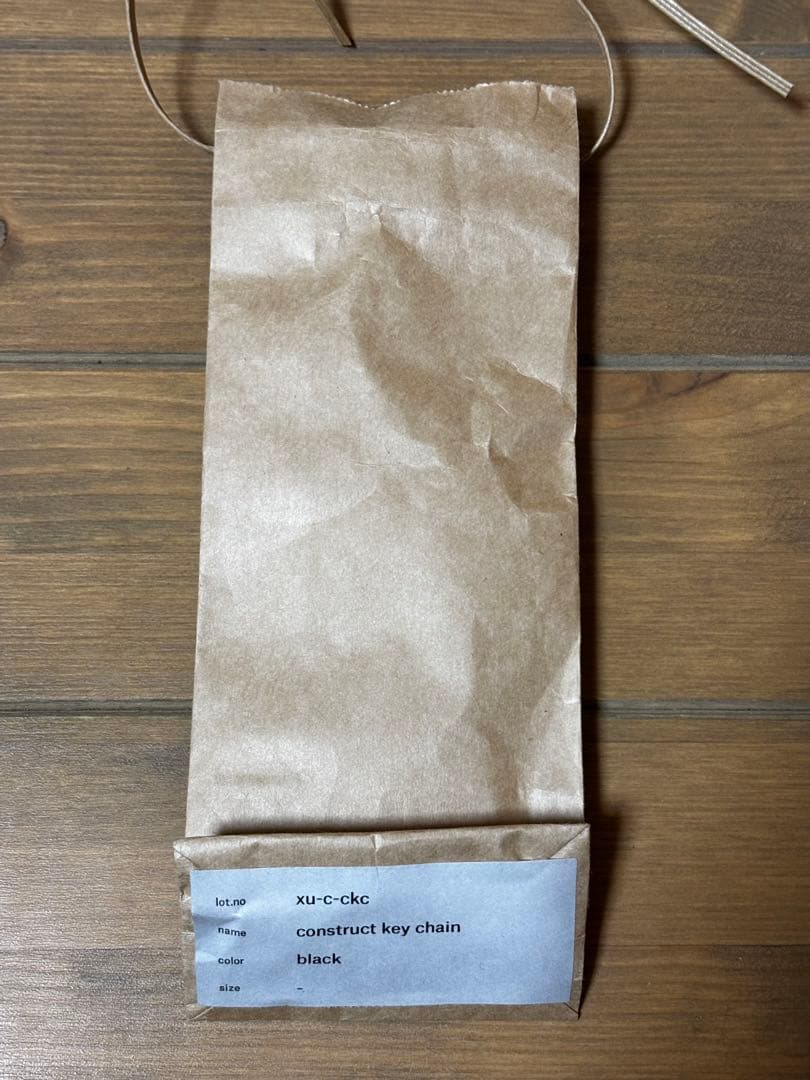 lot.no xu-c-ckc
name construct key chain
color black
size –